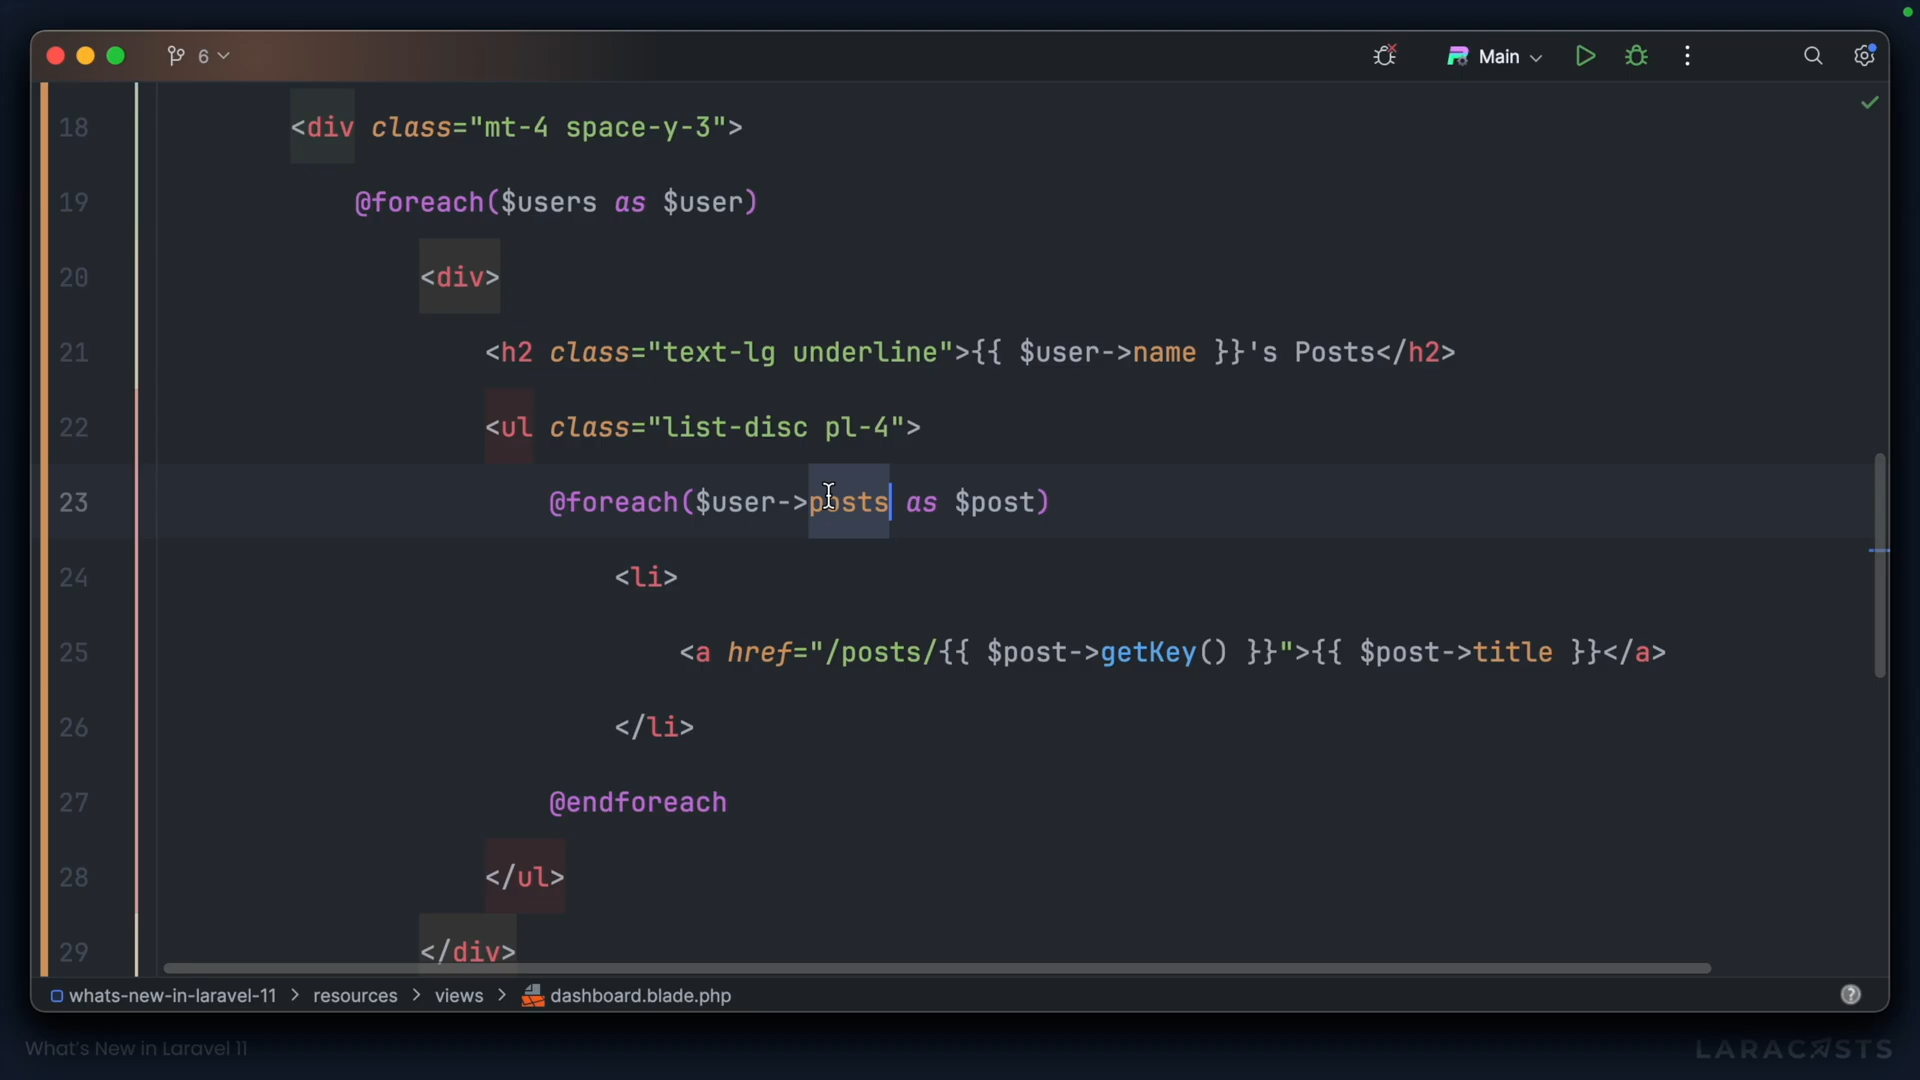 6
Main
18 <div class="mt-4 space-y-3">
19 @foreach($users as $user)
20 <div>
21 <h2 class="text-lg underline">{{ $user->name }}'s Posts</h2>
22 <ul class="list-disc pl-4">
23 @foreach($user->posts as $post)
24 <li>
25 <a href="/posts/{{ $post->getKey() }}">{{ $post->title }}</a>
26 </li>
27 @endforeach
28 </ul>
29 </div>
whats-new-in-laravel-11 > resources > views > dashboard.blade.php ?
What's New in Laravel 11
LARACASTS